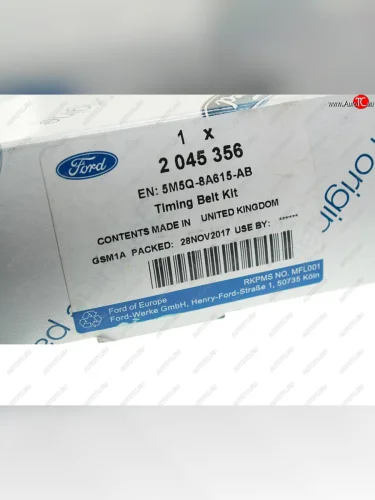 Ford
1 x
2 045 356
EN: 5M5Q-8A615-AB
Timing Belt Kit
CONTENTS MADE IN UNITED KINGDOM
GSM1A PACKED: 28NOV2017 USE BY: ------
RKPMS NO. MFL001
Ford of Europe
Ford-Werke GmbH, Henry-Ford-Straße 1, 50735 Köln